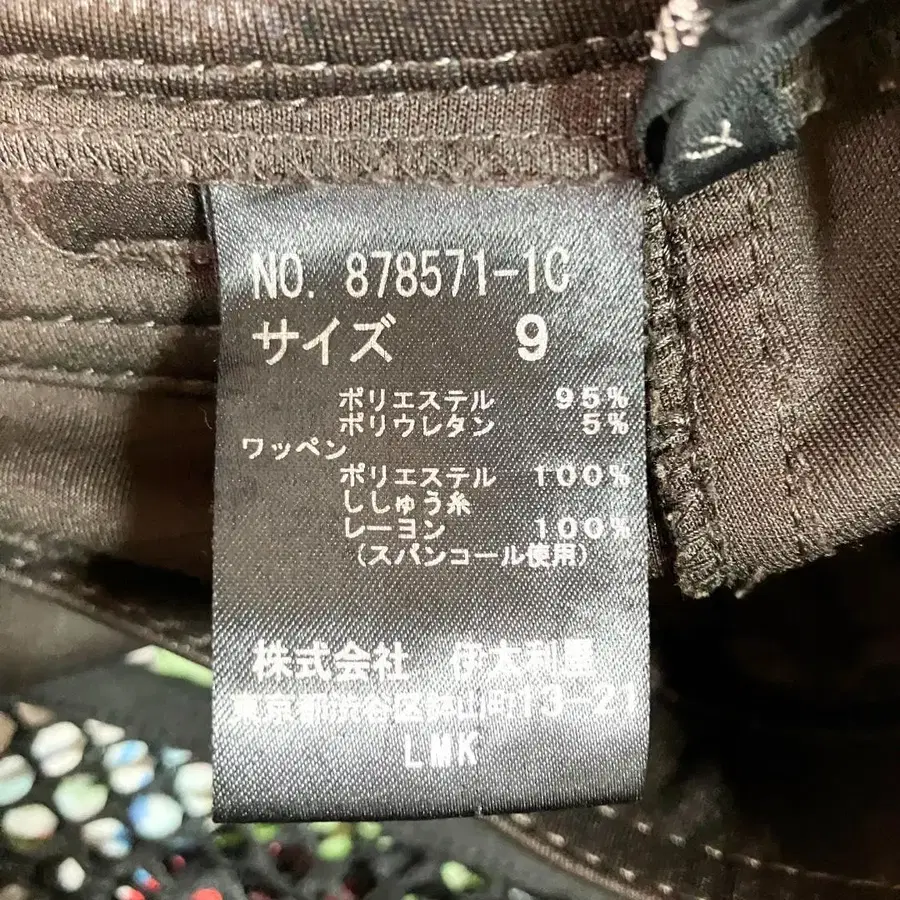 NO. 878571-1C
サイズ 9
ポリエステル 95%
ポリウレタン 5%
ワッペン
ポリエステル 100%
ししゅう糸
レーヨン 100%
(スパンコール使用)
株式会社 伊太利屋
東京都渋谷区鉢山町13-21
LMK